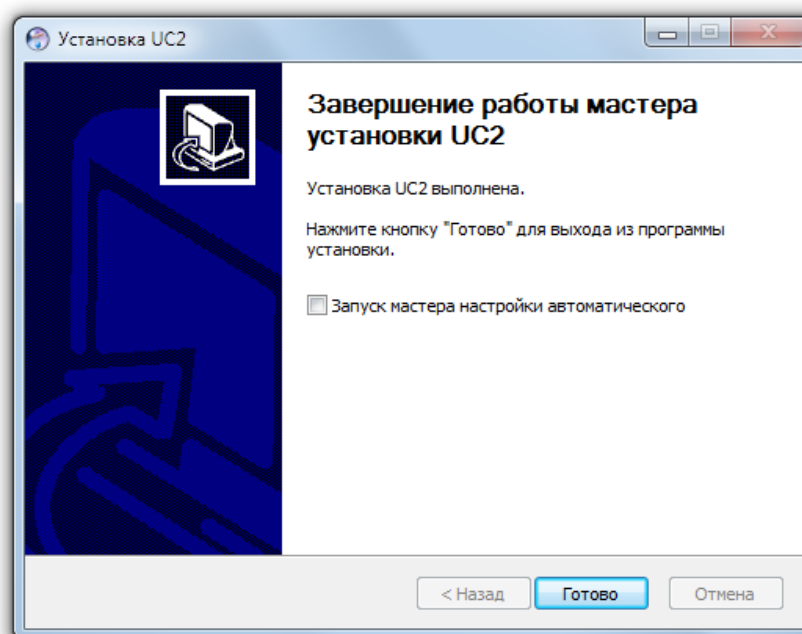 Установка UC2
Завершение работы мастера
установки UC2
Установка UC2 выполнена.
Нажмите кнопку "Готово" для выхода из программы
установки.
Запуск мастера настройки автоматического
< Назад
Готово
Отмена